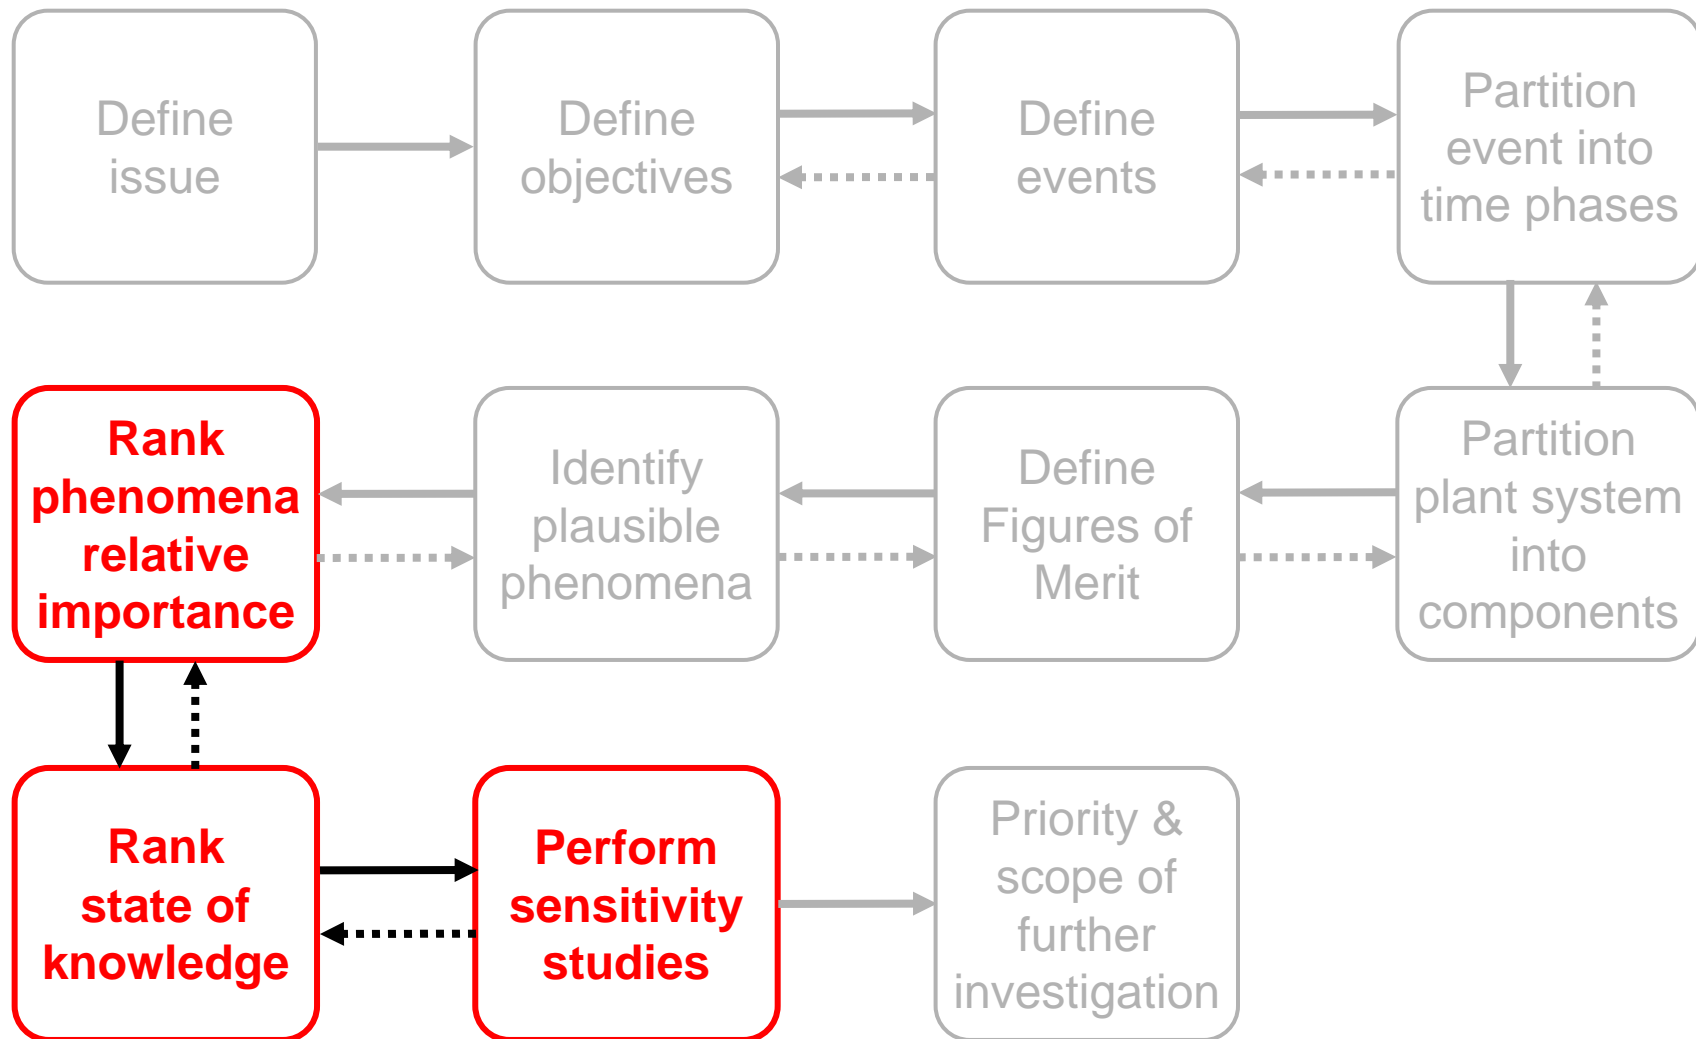 Define
issue
Define
objectives
Define
events
Partition
event into
time phases
Rank
phenomena
relative
importance
Identify
plausible
phenomena
Define
Figures of
Merit
Partition
plant system
into
components
Rank
state of
knowledge
Perform
sensitivity
studies
Priority &
scope of
further
investigation